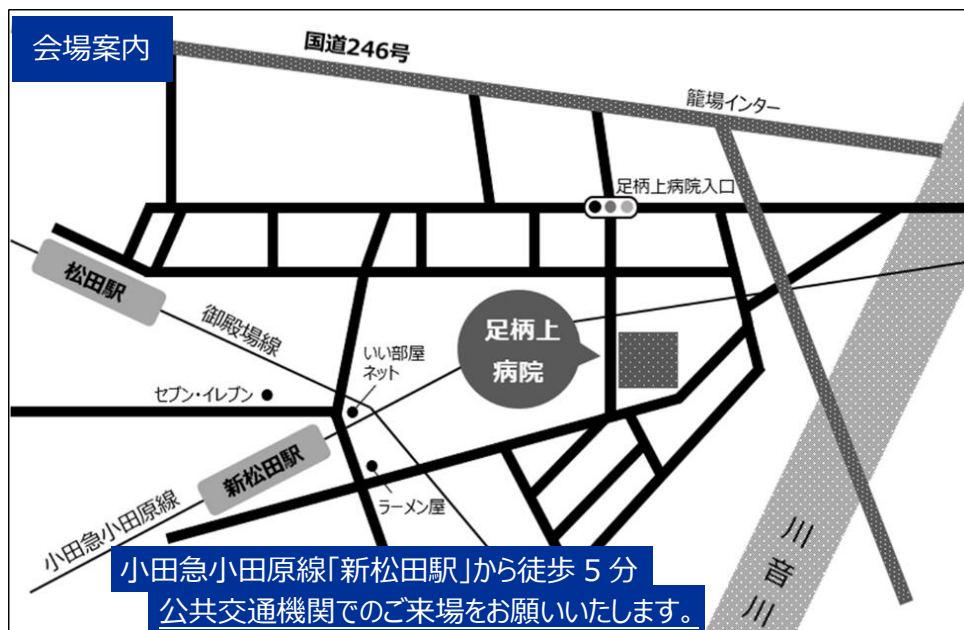 会場案内
国道246号
籠場インター
足柄上病院入口
松田駅
御殿場線
足柄上
病院
いい部屋
ネット
セブン・イレブン
新松田駅
ラーメン屋
小田急小田原線
川音川
小田急小田原線「新松田駅」から徒歩 5 分
公共交通機関でのご来場をお願いいたします。